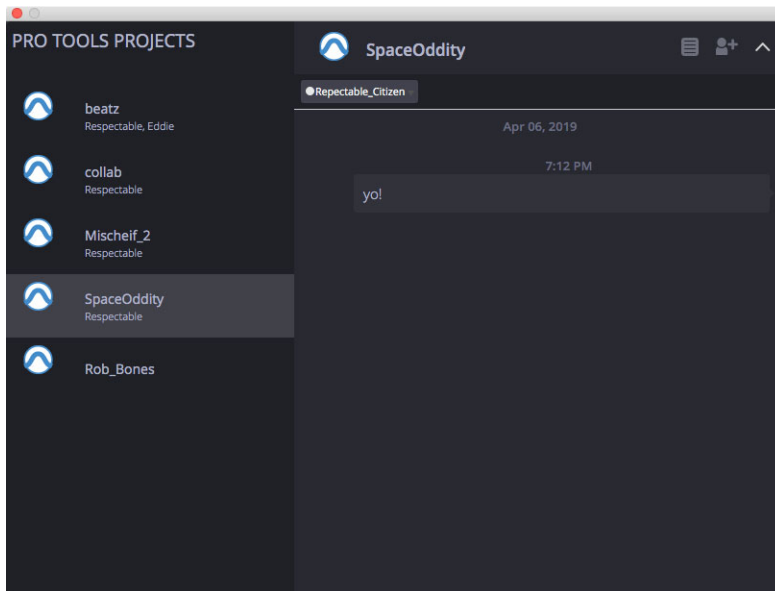 PRO TOOLS PROJECTS
beatz
Respectable, Eddie
collab
Respectable
Mischeif_2
Respectable
SpaceOddity
Respectable
Rob_Bones
SpaceOddity
Repectable_Citizen
Apr 06, 2019
7:12 PM
yo!